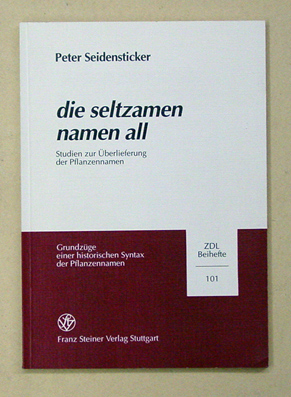 Peter Seidensticker
die seltzamen
namen all
Studien zur Überlieferung
der Pflanzennamen
Grundzüge
einer historischen Syntax
der Pflanzennamen
ZDL
Beihefte
101
Franz Steiner Verlag Stuttgart